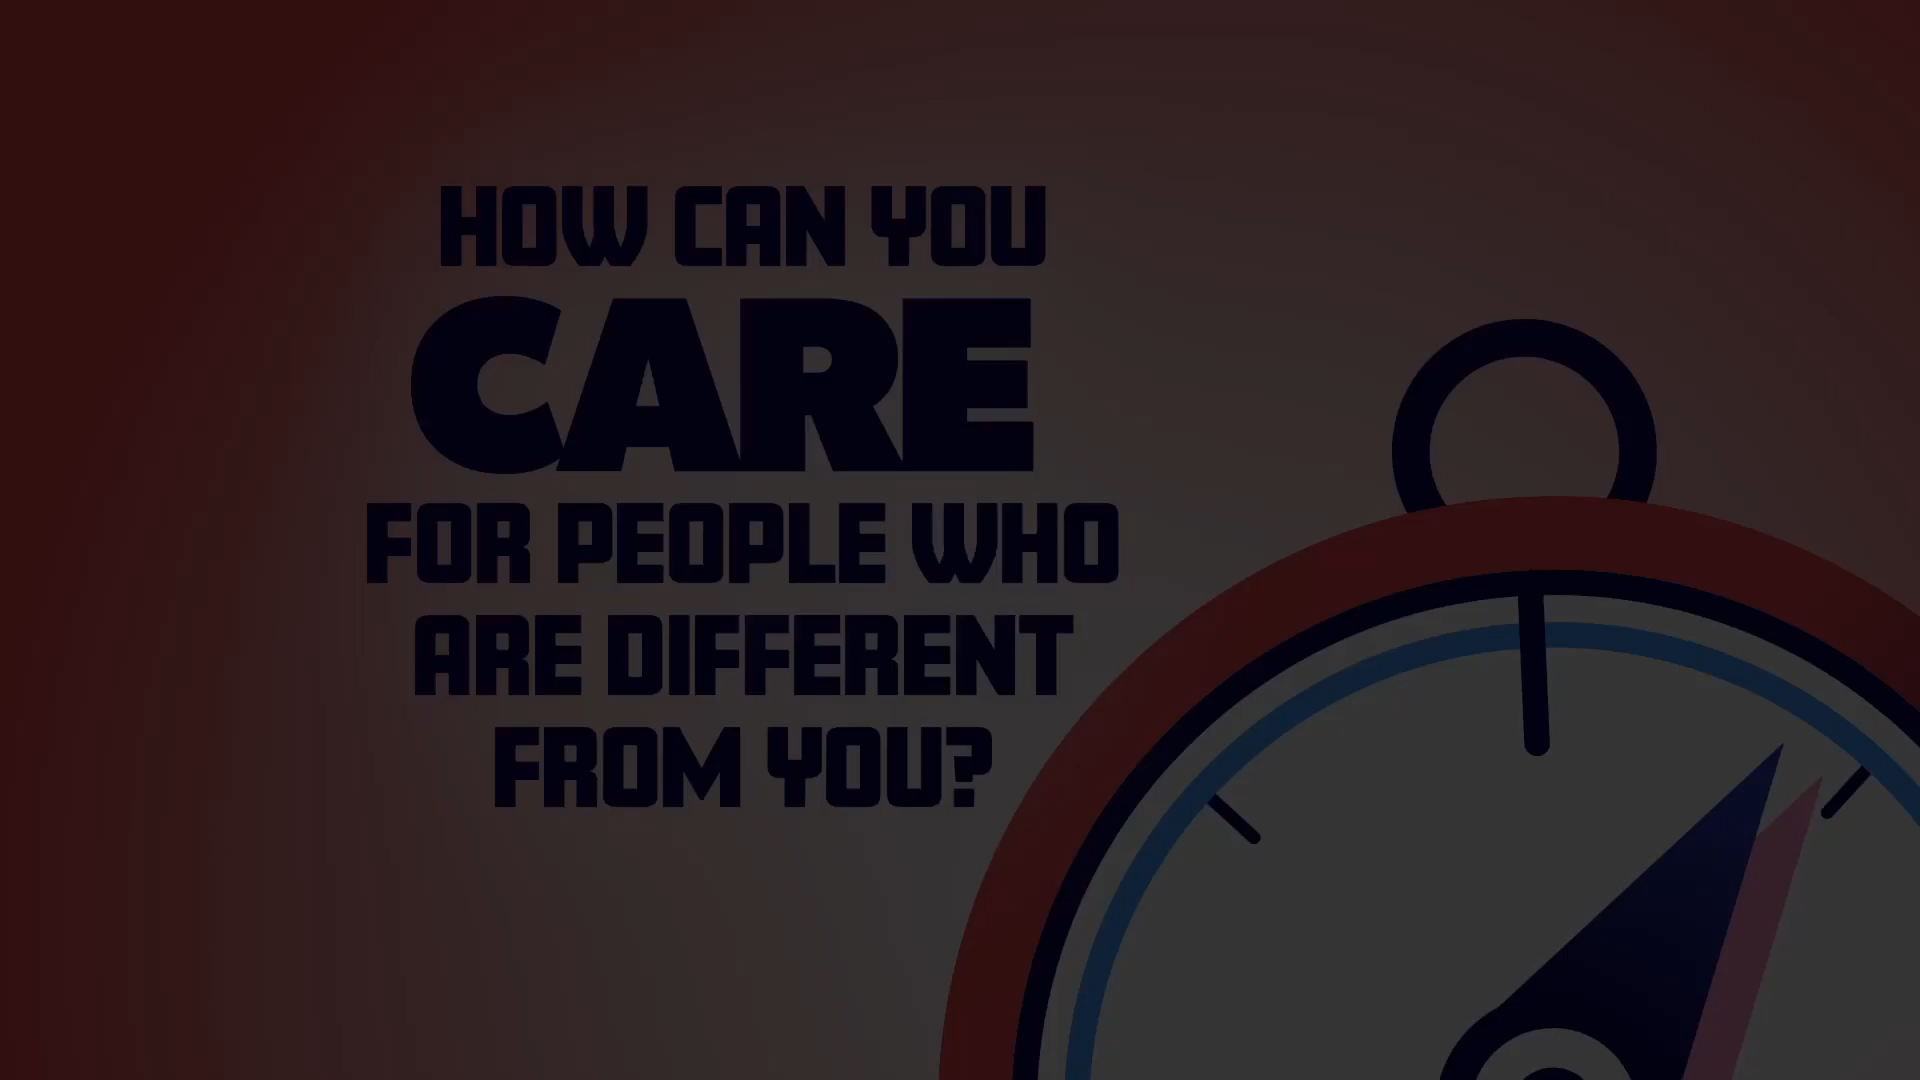 HOW CAN YOU
CARE
FOR PEOPLE WHO
ARE DIFFERENT
FROM YOU?